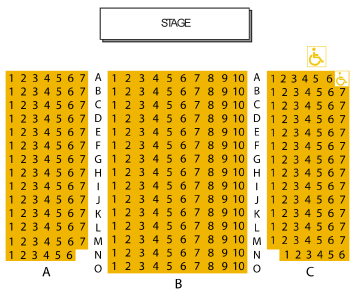 STAGE
1 2 3 4 5 6 7 A 1 2 3 4 5 6 7 8 9 10 A 1 2 3 4 5 6
1 2 3 4 5 6 7 B 1 2 3 4 5 6 7 8 9 10 B 1 2 3 4 5 6 7
1 2 3 4 5 6 7 C 1 2 3 4 5 6 7 8 9 10 C 1 2 3 4 5 6 7
1 2 3 4 5 6 7 D 1 2 3 4 5 6 7 8 9 10 D 1 2 3 4 5 6 7
1 2 3 4 5 6 7 E 1 2 3 4 5 6 7 8 9 10 E 1 2 3 4 5 6 7
1 2 3 4 5 6 7 F 1 2 3 4 5 6 7 8 9 10 F 1 2 3 4 5 6 7
1 2 3 4 5 6 7 G 1 2 3 4 5 6 7 8 9 10 G 1 2 3 4 5 6 7
1 2 3 4 5 6 7 H 1 2 3 4 5 6 7 8 9 10 H 1 2 3 4 5 6 7
1 2 3 4 5 6 7 I 1 2 3 4 5 6 7 8 9 10 I 1 2 3 4 5 6 7
1 2 3 4 5 6 7 J 1 2 3 4 5 6 7 8 9 10 J 1 2 3 4 5 6 7
1 2 3 4 5 6 7 K 1 2 3 4 5 6 7 8 9 10 K 1 2 3 4 5 6 7
1 2 3 4 5 6 7 L 1 2 3 4 5 6 7 8 9 10 L 1 2 3 4 5 6 7
1 2 3 4 5 6 7 M 1 2 3 4 5 6 7 8 9 10 M 1 2 3 4 5 6 7
1 2 3 4 5 6 N 1 2 3 4 5 6 7 8 9 10 N 1 2 3 4 5 6
O 1 2 3 4 5 6 7 8 9 10 O
A B C